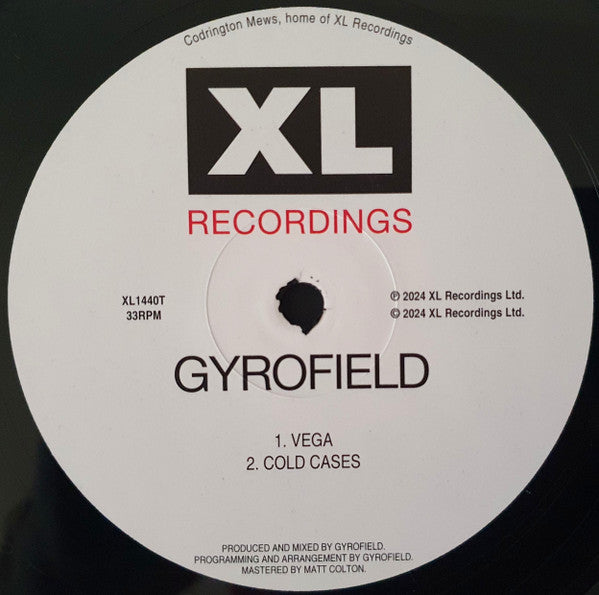 Codrington Mews, home of XL Recordings
XL
RECORDINGS
XL1440T
33RPM
℗ 2024 XL Recordings Ltd.
© 2024 XL Recordings Ltd.
GYROFIELD
1. VEGA
2. COLD CASES
PRODUCED AND MIXED BY GYROFIELD.
PROGRAMMING AND ARRANGEMENT BY GYROFIELD.
MASTERED BY MATT COLTON.